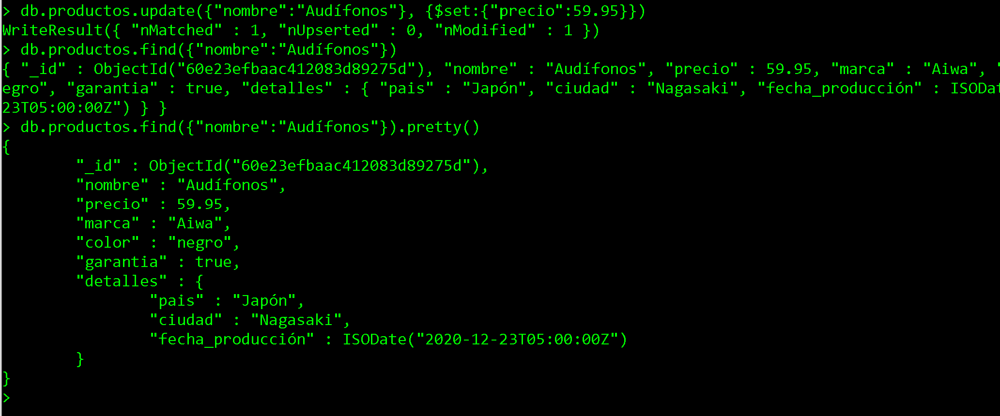 > db.productos.update({"nombre":"Audífonos"}, {$set:{"precio":59.95}})
WriteResult({ "nMatched" : 1, "nUpserted" : 0, "nModified" : 1 })
> db.productos.find({"nombre":"Audífonos"})
{ "_id" : ObjectId("60e23efbaac412083d89275d"), "nombre" : "Audífonos", "precio" : 59.95, "marca" : "Aiwa", "
egro", "garantia" : true, "detalles" : { "pais" : "Japón", "ciudad" : "Nagasaki", "fecha_producción" : ISODat
23T05:00:00Z") } }
> db.productos.find({"nombre":"Audífonos"}).pretty()
{
        "_id" : ObjectId("60e23efbaac412083d89275d"),
        "nombre" : "Audífonos",
        "precio" : 59.95,
        "marca" : "Aiwa",
        "color" : "negro",
        "garantia" : true,
        "detalles" : {
                "pais" : "Japón",
                "ciudad" : "Nagasaki",
                "fecha_producción" : ISODate("2020-12-23T05:00:00Z")
        }
}
>